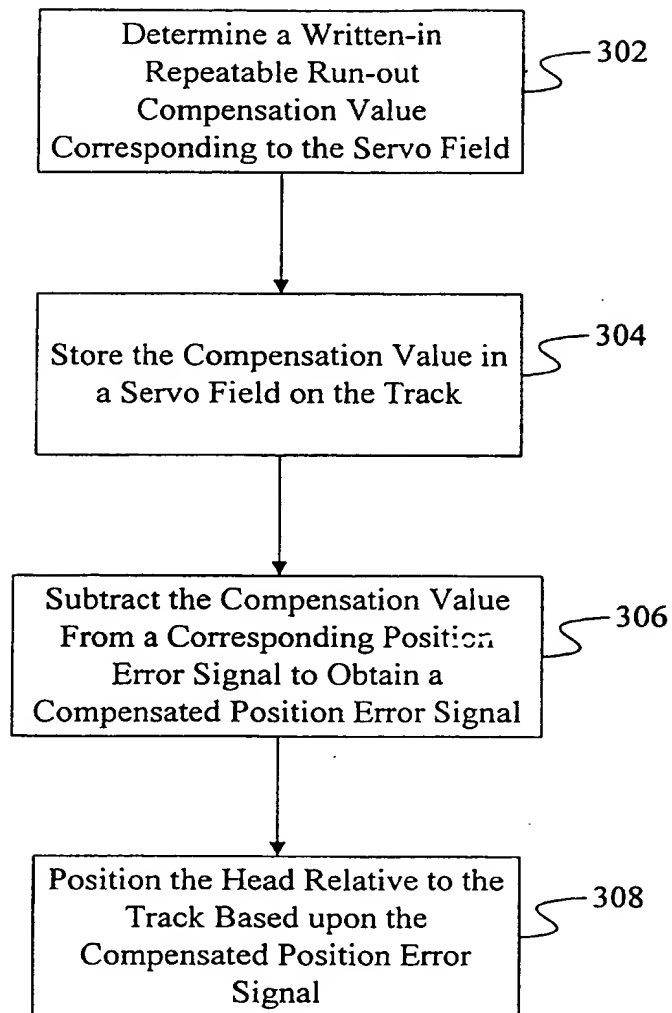 Determine a Written-in
Repeatable Run-out
Compensation Value
Corresponding to the Servo Field
302
Store the Compensation Value in
a Servo Field on the Track
304
Subtract the Compensation Value
From a Corresponding Position
Error Signal to Obtain a
Compensated Position Error Signal
306
Position the Head Relative to the
Track Based upon the
Compensated Position Error
Signal
308